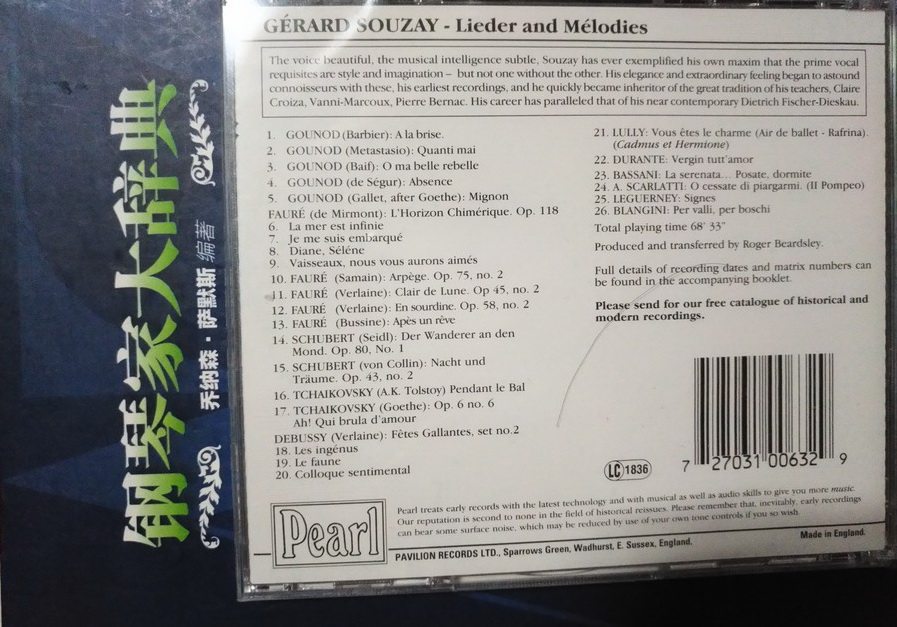 钢琴家大辞典
乔纳森·萨默斯 编著
GÉRARD SOUZAY - Lieder and Mélodies
The voice beautiful, the musical intelligence subtle, Souzay has ever exemplified his own maxim that the prime vocal
requisites are style and imagination – but not one without the other. His elegance and extraordinary feeling began to astound
connoisseurs with these, his earliest recordings, and he quickly became inheritor of the great tradition of his teachers, Claire
Croiza, Vanni-Marcoux, Pierre Bernac. His career has paralleled that of his near contemporary Dietrich Fischer-Dieskau.
1. GOUNOD (Barbier): A la brise.
2. GOUNOD (Metastasio): Quanti mai
3. GOUNOD (Baif): O ma belle rebelle
4. GOUNOD (de Ségur): Absence
5. GOUNOD (Gallet, after Goethe): Mignon
FAURÉ (de Mirmont): L'Horizon Chimérique. Op. 118
6. La mer est infinie
7. Je me suis embarqué
8. Diane, Séléne
9. Vaisseaux, nous vous aurons aimés
10. FAURÉ (Samain): Arpège. Op. 75, no. 2
11. FAURÉ (Verlaine): Clair de Lune. Op 45, no. 2
12. FAURÉ (Verlaine): En sourdine. Op. 58, no. 2
13. FAURÉ (Bussine): Apès un rêve
14. SCHUBERT (Seidl): Der Wanderer an den
Mond. Op. 80, No. 1
15. SCHUBERT (von Collin): Nacht und
Träume. Op. 43, no. 2
16. TCHAIKOVSKY (A.K. Tolstoy) Pendant le Bal
17. TCHAIKOVSKY (Goethe): Op. 6 no. 6
Ah! Qui brula d'amour
DEBUSSY (Verlaine): Fêtes Gallantes, set no.2
18. Les ingénus
19. Le faune
20. Colloque sentimental
21. LULLY: Vous êtes le charme (Air de ballet - Rafrina).
(Cadmus et Hermione)
22. DURANTE: Vergin tutt'amor
23. BASSANI: La serenata... Posate, dormite
24. A. SCARLATTI: O cessate di piargarmi. (II Pompeo)
25. LEGUERNEY: Signes
26. BLANGINI: Per valli, per boschi
Total playing time 68' 33"
Produced and transferred by Roger Beardsley.
Full details of recording dates and matrix numbers can
be found in the accompanying booklet.
Please send for our free catalogue of historical and
modern recordings.
LC 1836
7 27031 00632 9
Pearl
Pearl treats early records with the latest technology and with musical as well as audio skills to give you more music.
Our reputation is second to none in the field of historical reissues. Please remember that, inevitably, early recordings
can bear some surface noise, which may be reduced by use of your own tone controls if you so wish.
PAVILION RECORDS LTD., Sparrows Green, Wadhurst, E. Sussex, England.
Made in England.